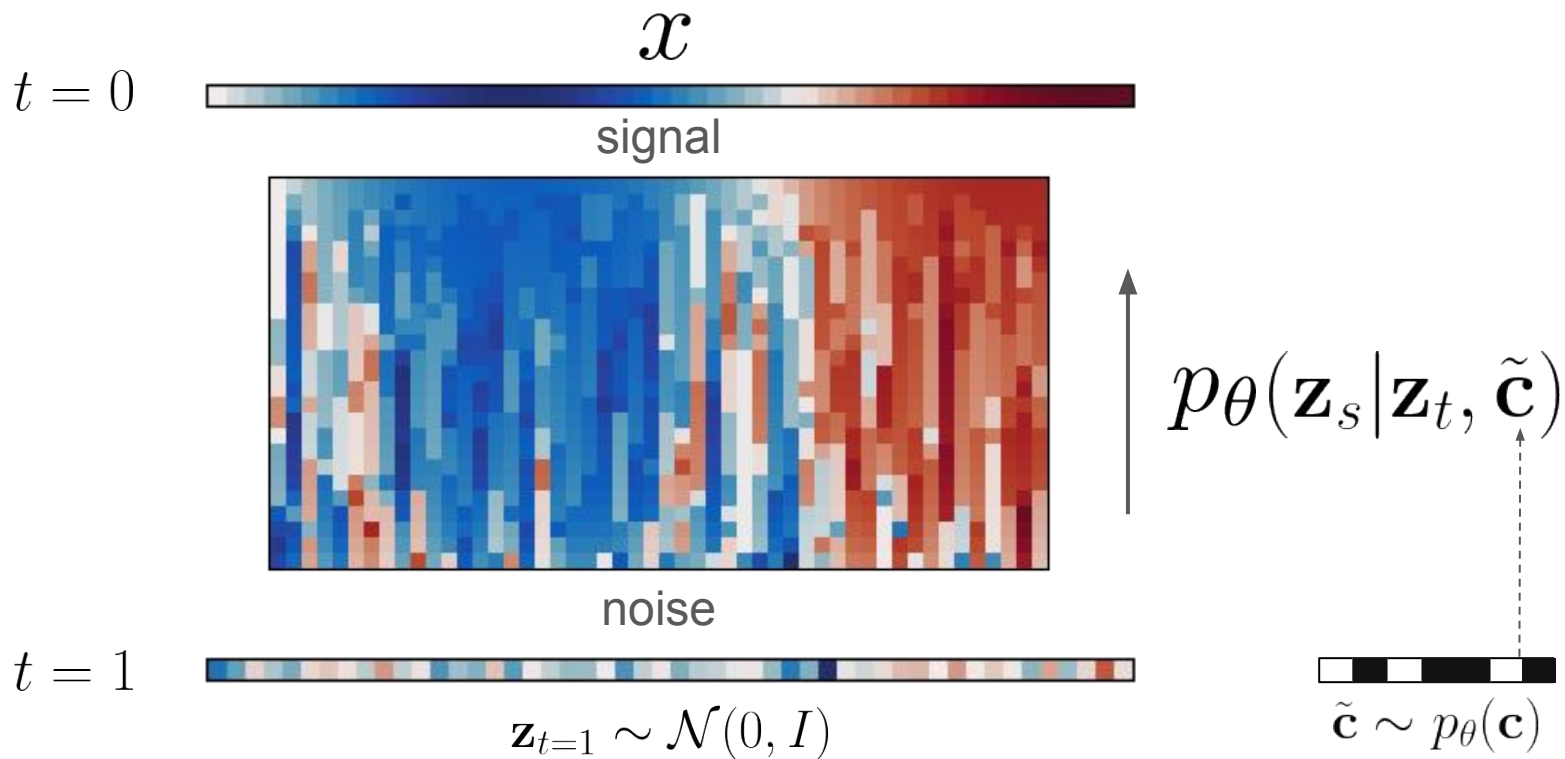 x
t = 0
signal
p_θ(𝐳_s|𝐳_t, 𝐜̃)
noise
t = 1
𝐳_{t=1} ∼ 𝒩(0, I)
𝐜̃ ∼ p_θ(𝐜)